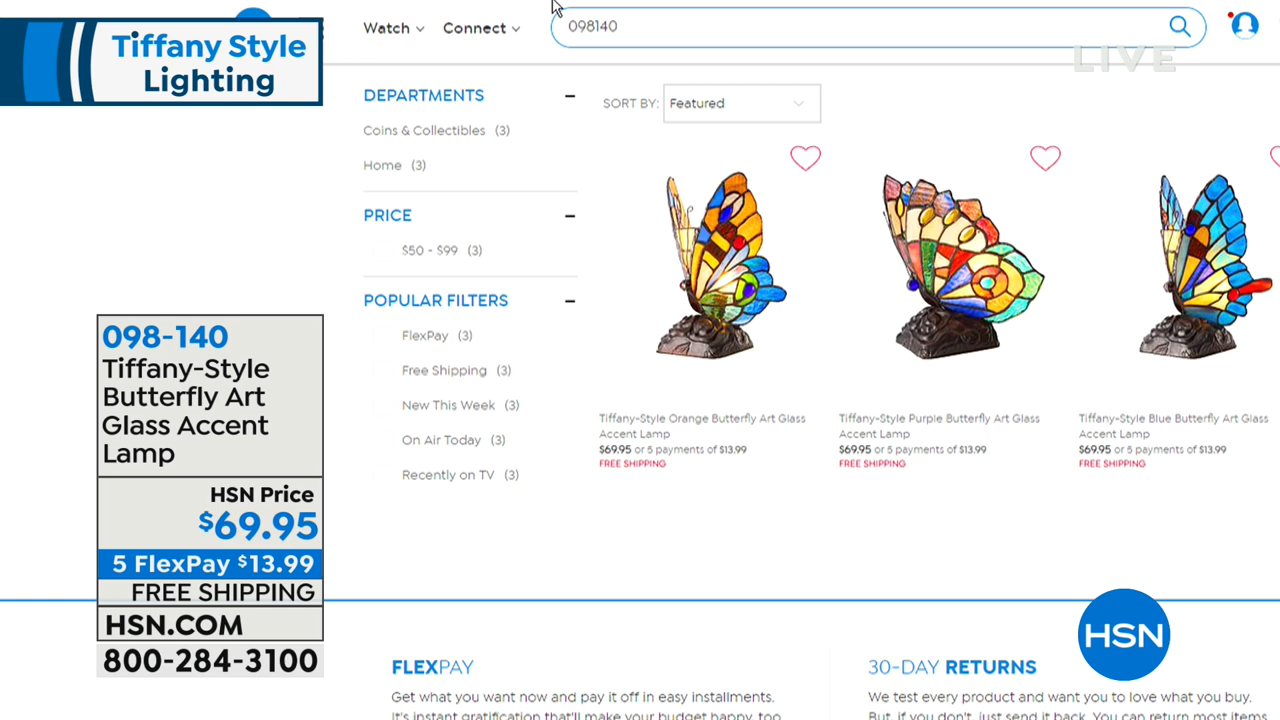 Tiffany Style
Lighting
Watch
Connect
098140
LIVE
DEPARTMENTS
Coins & Collectibles (3)
Home (3)
PRICE
$50 - $99 (3)
POPULAR FILTERS
FlexPay (3)
Free Shipping (3)
New This Week (3)
On Air Today (3)
Recently on TV (3)
SORT BY: Featured
Tiffany-Style Orange Butterfly Art Glass
Accent Lamp
$69.95 or 5 payments of $13.99
FREE SHIPPING
Tiffany-Style Purple Butterfly Art Glass
Accent Lamp
$69.95 or 5 payments of $13.99
FREE SHIPPING
Tiffany-Style Blue Butterfly Art Glass
Accent Lamp
$69.95 or 5 payments of $13.99
FREE SHIPPING
098-140
Tiffany-Style
Butterfly Art
Glass Accent
Lamp
HSN Price
$69.95
5 FlexPay $13.99
FREE SHIPPING
HSN.COM
800-284-3100
HSN
FLEXPAY
Get what you want now and pay it off in easy installments.
It's instant gratification that'll make your budget happy, too
30-DAY RETURNS
We test every product and want you to love what you buy.
But, if you don't, just send it back. You can return most items